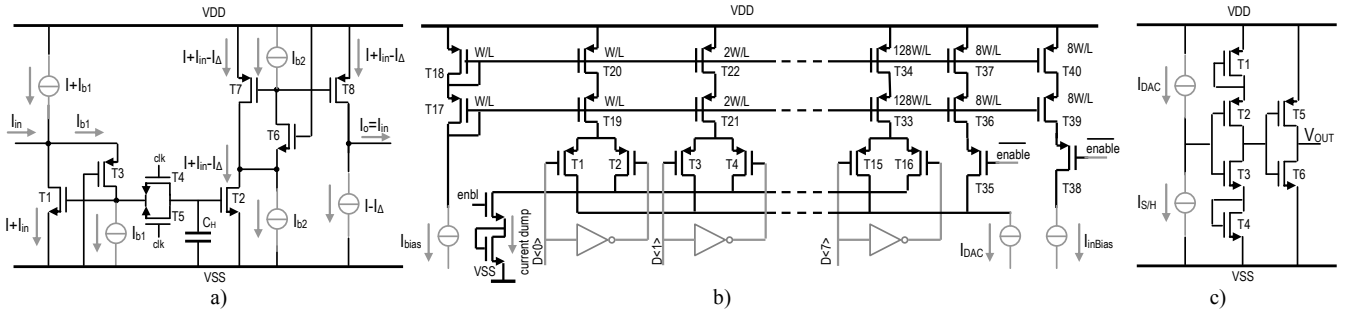 VDD
I+Iin-IΔ
Ib2
I+Iin-IΔ
T7
T8
I+Ib1
T6
Iin
Ib1
Io=Iin
T3
clk
T4
I+Iin-IΔ
T1
T2
T5
CH
clk
I+Iin
Ib1
Ib2
I-IΔ
VSS
a)
VDD
W/L
W/L
2W/L
128W/L
8W/L
8W/L
T18
T20
T22
T34
T37
T40
W/L
W/L
2W/L
128W/L
8W/L
8W/L
T17
T19
T21
T33
T36
T39
T1
T2
T3
T4
T15
T16
enable
enable
T35
T38
enbl
Ibias
current dump
VSS
D<0>
D<1>
D<7>
IDAC
IinBias
b)
VDD
T1
IDAC
T2
T5
VOUT
T3
T6
IS/H
T4
VSS
c)